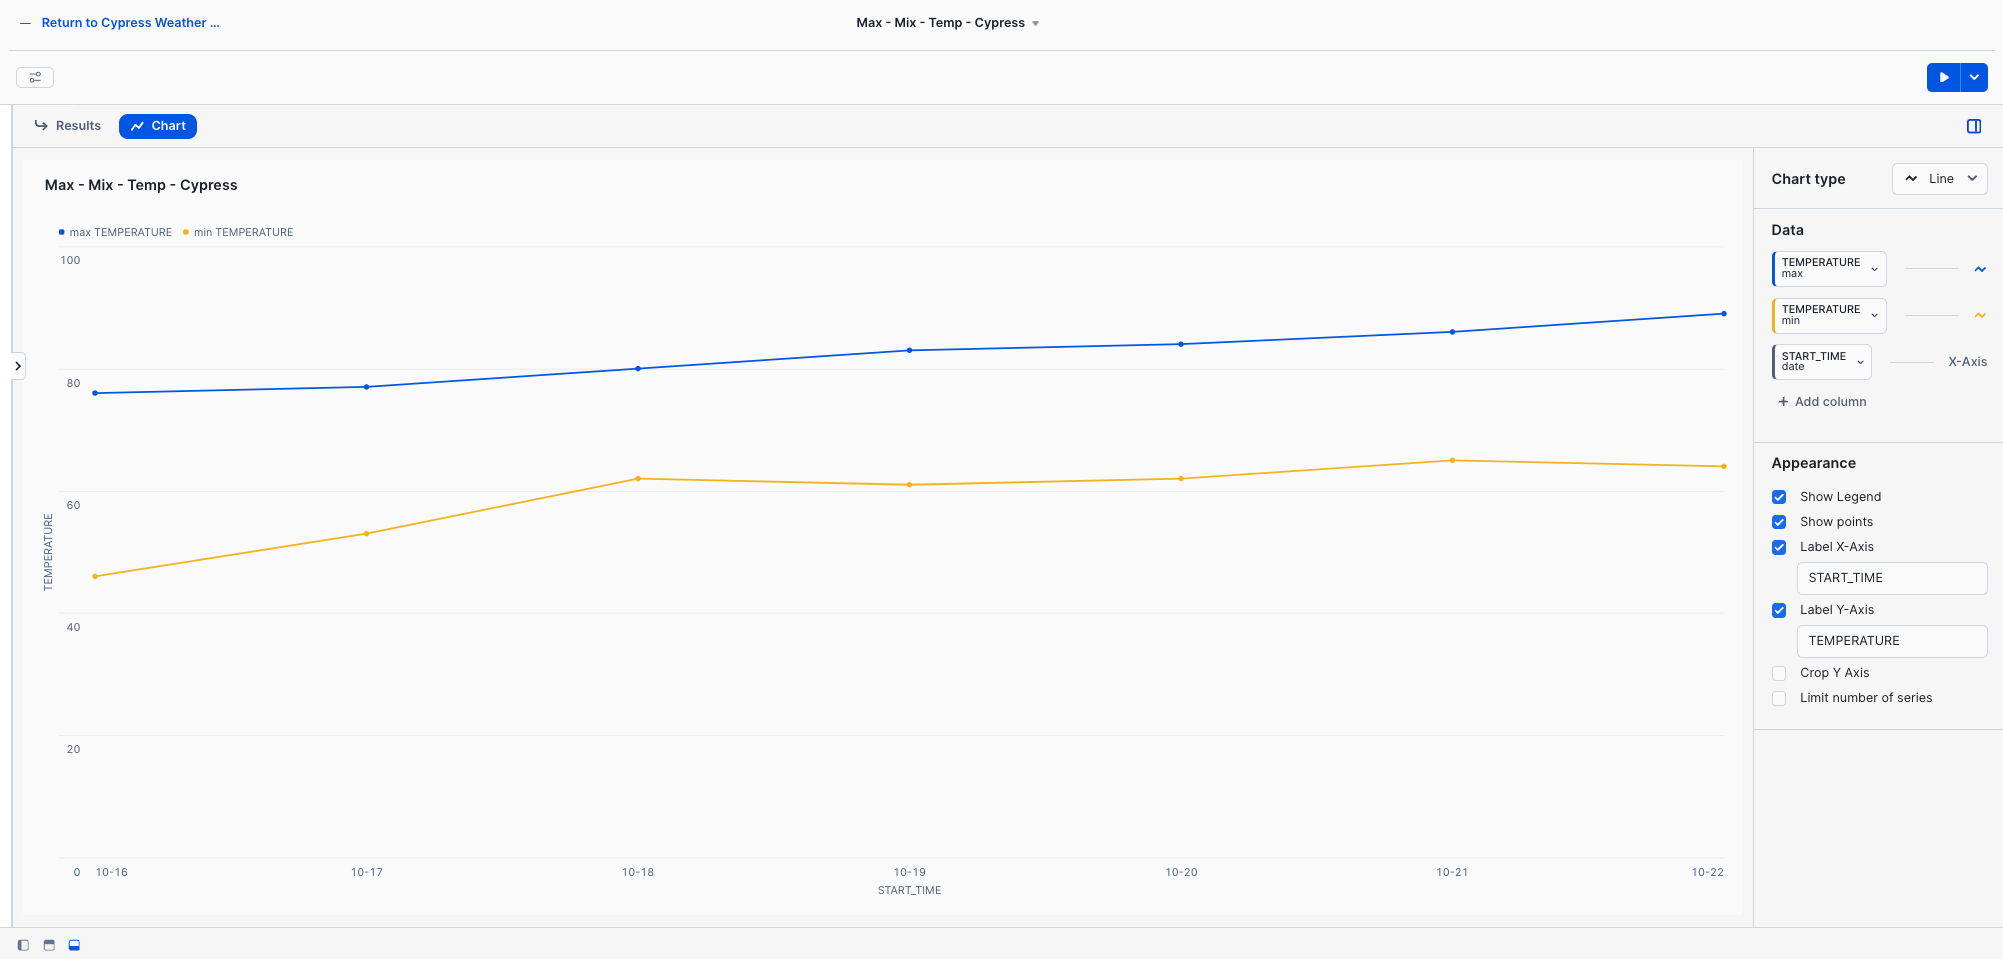 Return to Cypress Weather ...
Max - Mix - Temp - Cypress
Results
Chart
Max - Mix - Temp - Cypress
max TEMPERATURE
min TEMPERATURE
100
80
60
40
20
0
TEMPERATURE
10-16
10-17
10-18
10-19
10-20
10-21
10-22
START_TIME
Chart type
Line
Data
TEMPERATURE
max
TEMPERATURE
min
START_TIME
date
X-Axis
Add column
Appearance
Show Legend
Show points
Label X-Axis
START_TIME
Label Y-Axis
TEMPERATURE
Crop Y Axis
Limit number of series